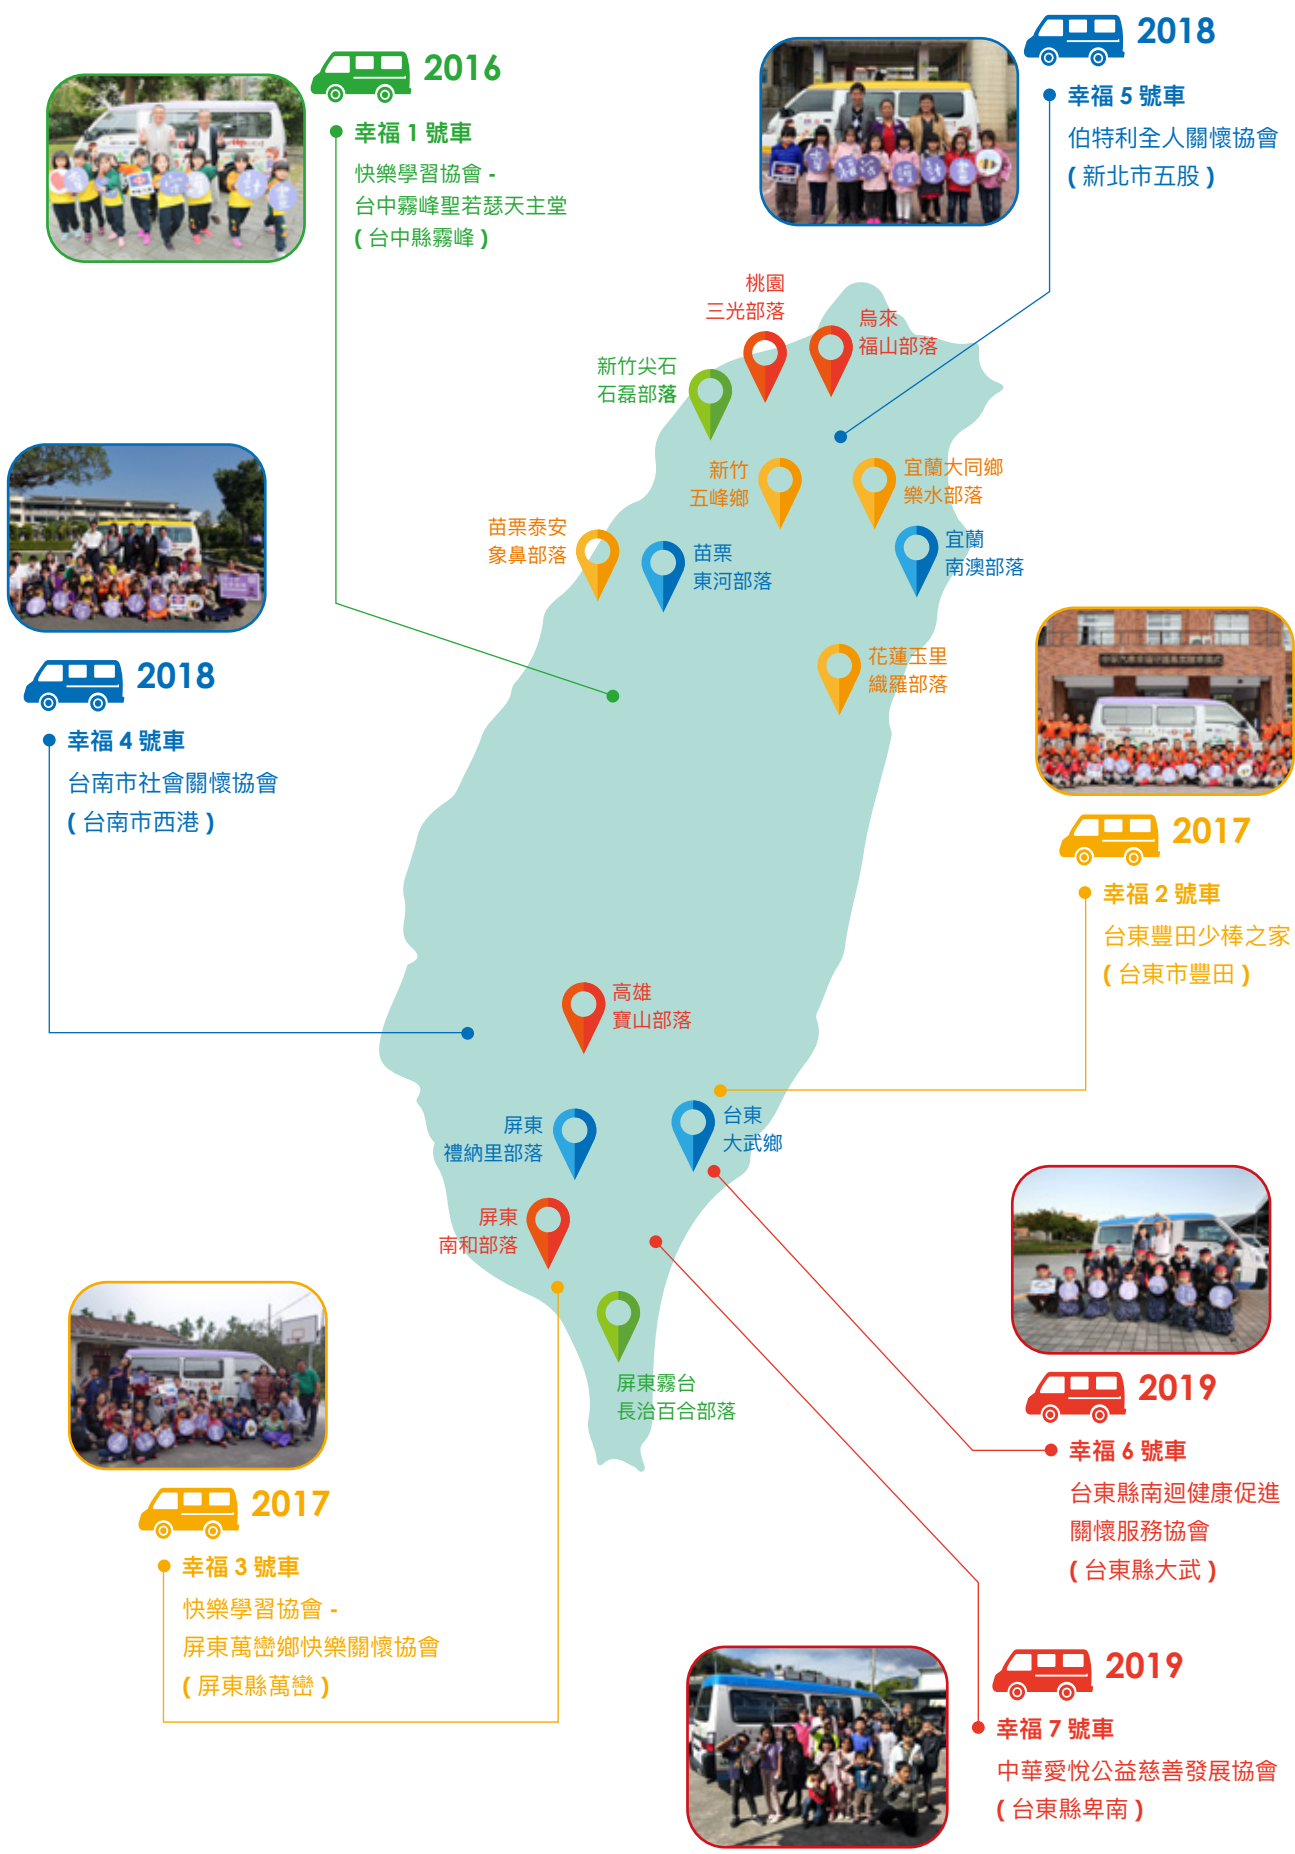 2016
幸福 1 號車
快樂學習協會 -
台中霧峰聖若瑟天主堂
( 台中縣霧峰 )
2018
幸福 5 號車
伯特利全人關懷協會
( 新北市五股 )
桃園
三光部落
烏來
福山部落
新竹尖石
石磊部落
新竹
五峰鄉
宜蘭大同鄉
樂水部落
苗栗泰安
象鼻部落
苗栗
東河部落
宜蘭
南澳部落
花蓮玉里
織羅部落
2018
幸福 4 號車
台南市社會關懷協會
( 台南市西港 )
2017
幸福 2 號車
台東豐田少棒之家
( 台東市豐田 )
高雄
寶山部落
屏東
禮納里部落
台東
大武鄉
屏東
南和部落
屏東霧台
長治百合部落
2017
幸福 3 號車
快樂學習協會 -
屏東萬巒鄉快樂關懷協會
( 屏東縣萬巒 )
2019
幸福 6 號車
台東縣南迴健康促進
關懷服務協會
( 台東縣大武 )
2019
幸福 7 號車
中華愛悅公益慈善發展協會
( 台東縣卑南 )